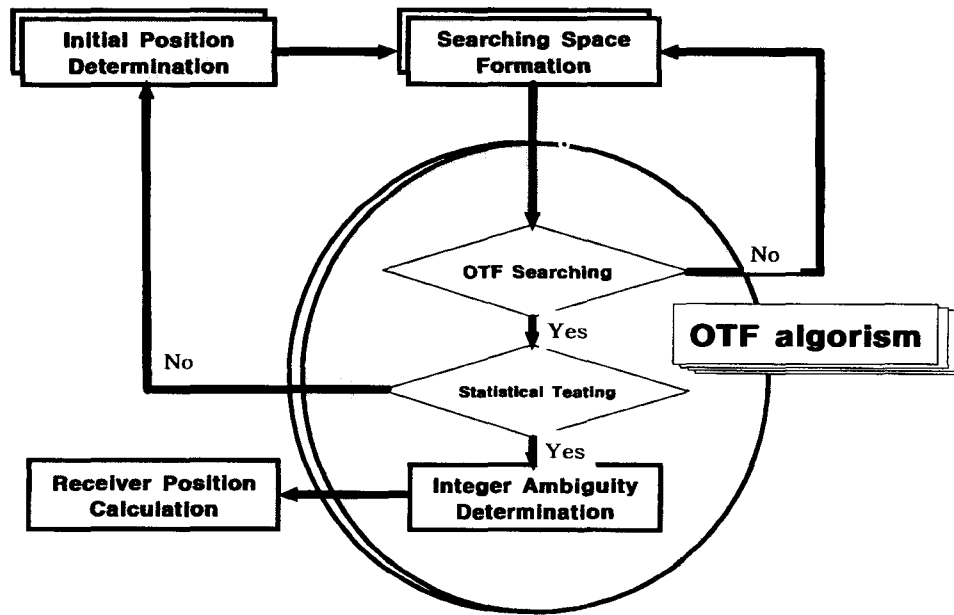 Initial Position
Determination
Searching Space
Formation
OTF Searching
No
Yes
OTF algorism
No
Statistical Teating
Yes
Receiver Position
Calculation
Integer Ambiguity
Determination